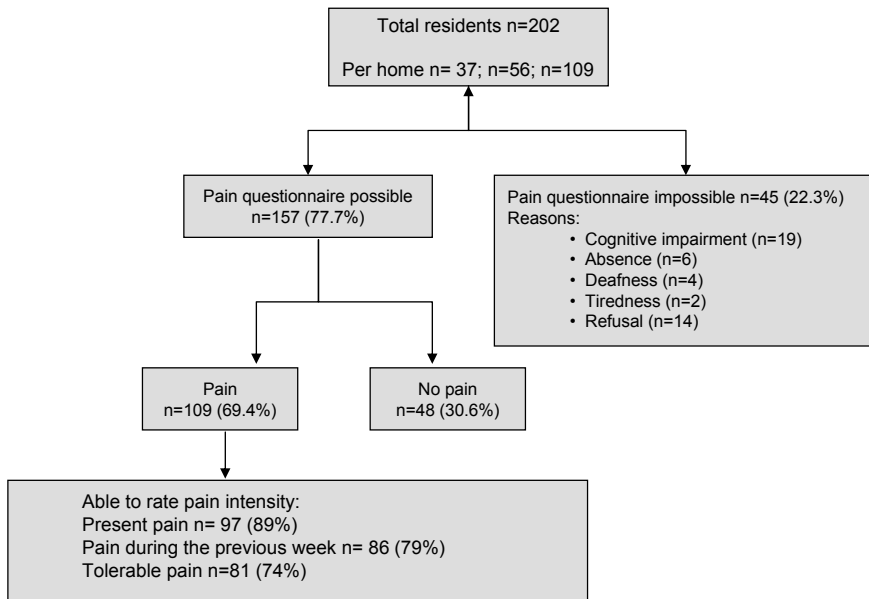 Total residents n=202
Per home n= 37; n=56; n=109
Pain questionnaire possible
n=157 (77.7%)
Pain questionnaire impossible n=45 (22.3%)
Reasons:
• Cognitive impairment (n=19)
• Absence (n=6)
• Deafness (n=4)
• Tiredness (n=2)
• Refusal (n=14)
Pain
n=109 (69.4%)
No pain
n=48 (30.6%)
Able to rate pain intensity:
Present pain n= 97 (89%)
Pain during the previous week n= 86 (79%)
Tolerable pain n=81 (74%)